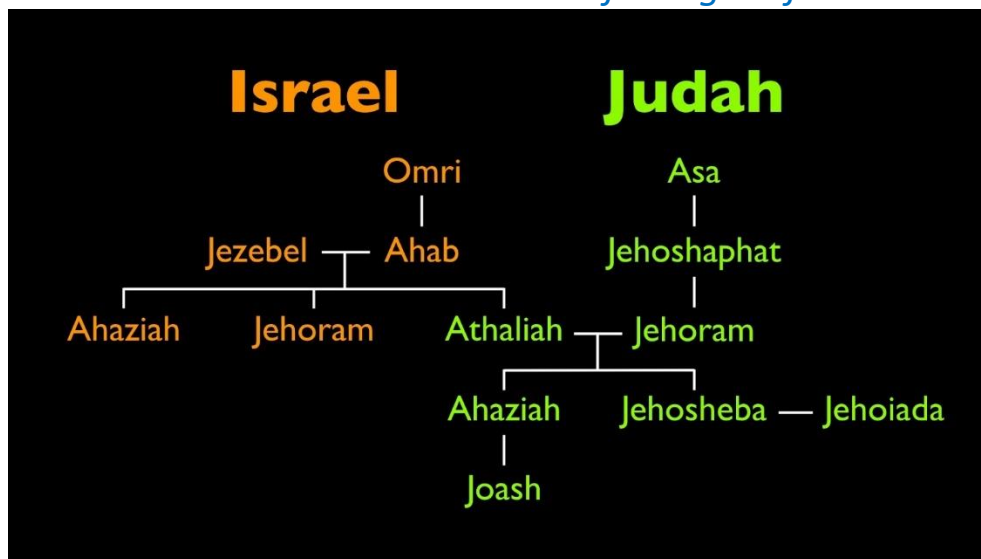 Israel Judah
Omri Asa
Jezebel Ahab Jehoshaphat
Ahaziah Jehoram Athaliah Jehoram
Ahaziah Jehosheba Jehoiada
Joash